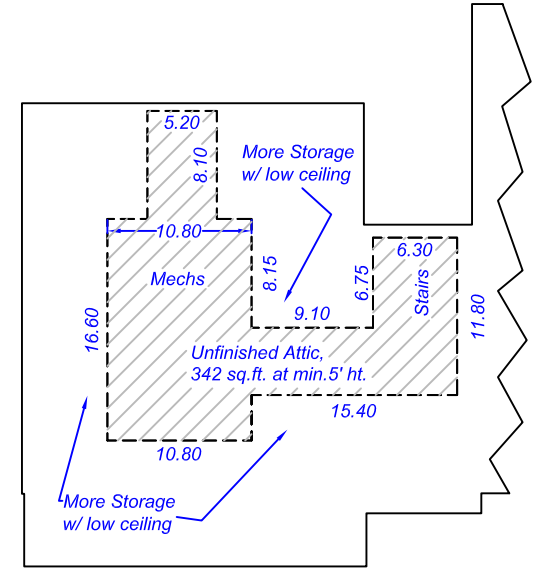 5.20
8.10
More Storage
w/ low ceiling
10.80
6.30
Mechs
8.15
6.75
Stairs
9.10
16.60
11.80
Unfinished Attic,
342 sq.ft. at min.5' ht.
15.40
10.80
More Storage
w/ low ceiling